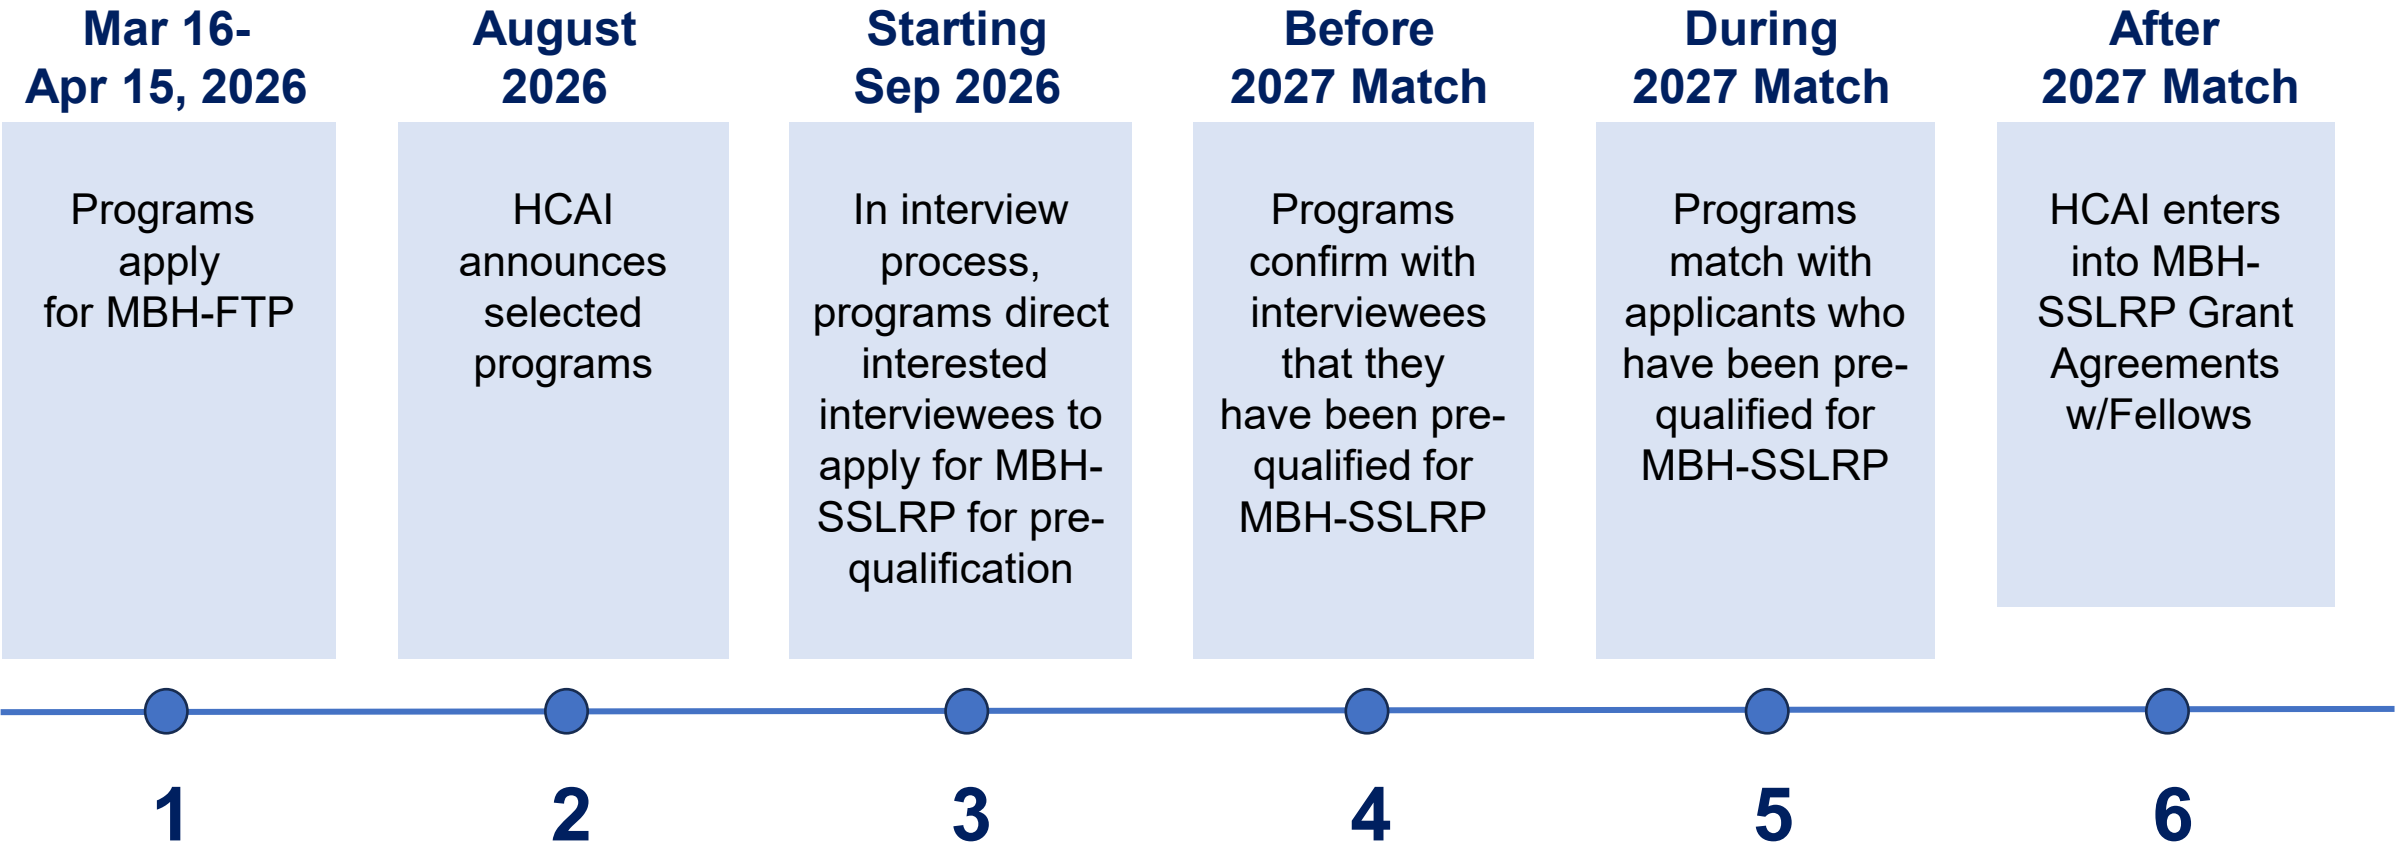 Mar 16-
Apr 15, 2026
Programs
apply
for MBH-FTP
1
August
2026
HCAI
announces
selected
programs
2
Starting
Sep 2026
In interview
process,
programs direct
interested
interviewees to
apply for MBH-
SSLRP for pre-
qualification
3
Before
2027 Match
Programs
confirm with
interviewees
that they
have been pre-
qualified for
MBH-SSLRP
4
During
2027 Match
Programs
match with
applicants who
have been pre-
qualified for
MBH-SSLRP
5
After
2027 Match
HCAI enters
into MBH-
SSLRP Grant
Agreements
w/Fellows
6